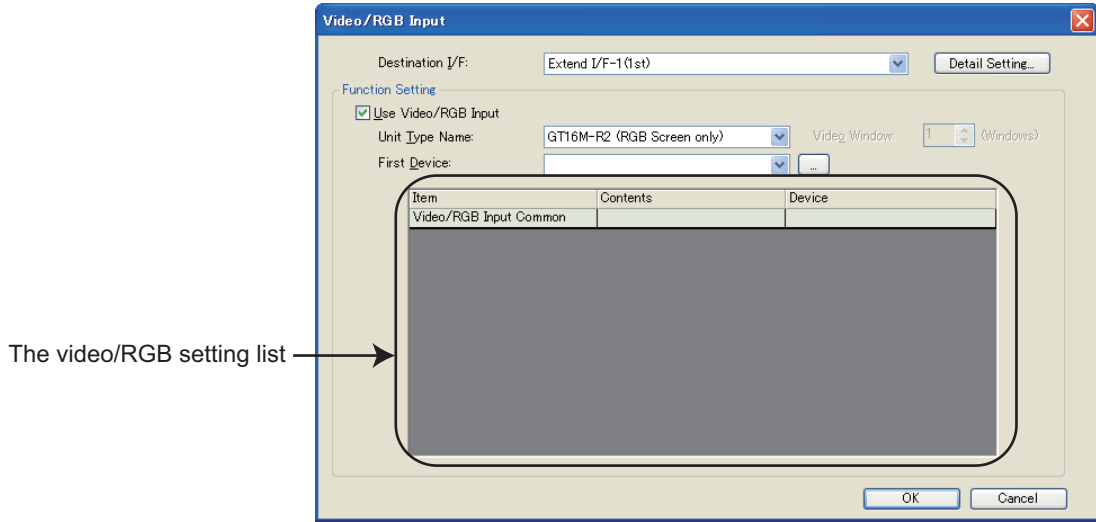 Video/RGB Input
Destination I/F: Extend I/F-1(1st) Detail Setting...
Function Setting
Use Video/RGB Input
Unit Type Name: GT16M-R2 (RGB Screen only) Video Window: 1 (Windows)
First Device: ...
Item Contents Device
Video/RGB Input Common
The video/RGB setting list
OK Cancel